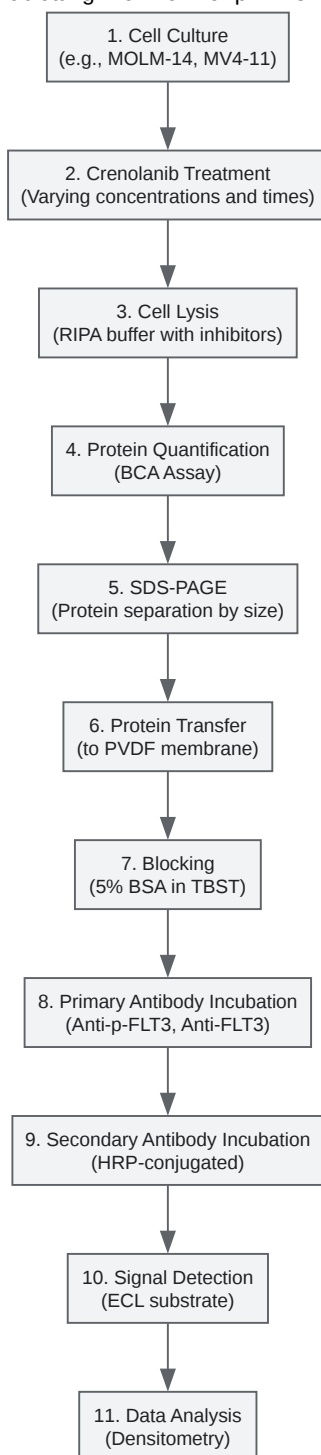 1. Cell Culture
(e.g., MOLM-14, MV4-11)
2. Crenolanib Treatment
(Varying concentrations and times)
3. Cell Lysis
(RIPA buffer with inhibitors)
4. Protein Quantification
(BCA Assay)
5. SDS-PAGE
(Protein separation by size)
6. Protein Transfer
(to PVDF membrane)
7. Blocking
(5% BSA in TBST)
8. Primary Antibody Incubation
(Anti-p-FLT3, Anti-FLT3)
9. Secondary Antibody Incubation
(HRP-conjugated)
10. Signal Detection
(ECL substrate)
11. Data Analysis
(Densitometry)